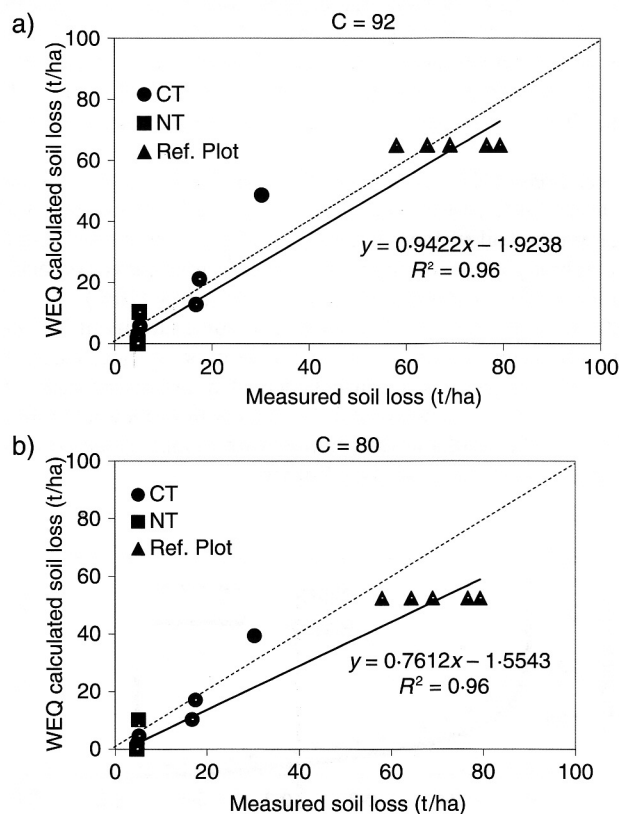 a)
C = 92
WEQ calculated soil loss (t/ha)
100
80
60
40
20
0
CT
NT
Ref. Plot
y = 0·9422x – 1·9238
R² = 0.96
0 20 40 60 80 100
Measured soil loss (t/ha)
b)
C = 80
WEQ calculated soil loss (t/ha)
100
80
60
40
20
0
CT
NT
Ref. Plot
y = 0·7612x – 1·5543
R² = 0·96
0 20 40 60 80 100
Measured soil loss (t/ha)